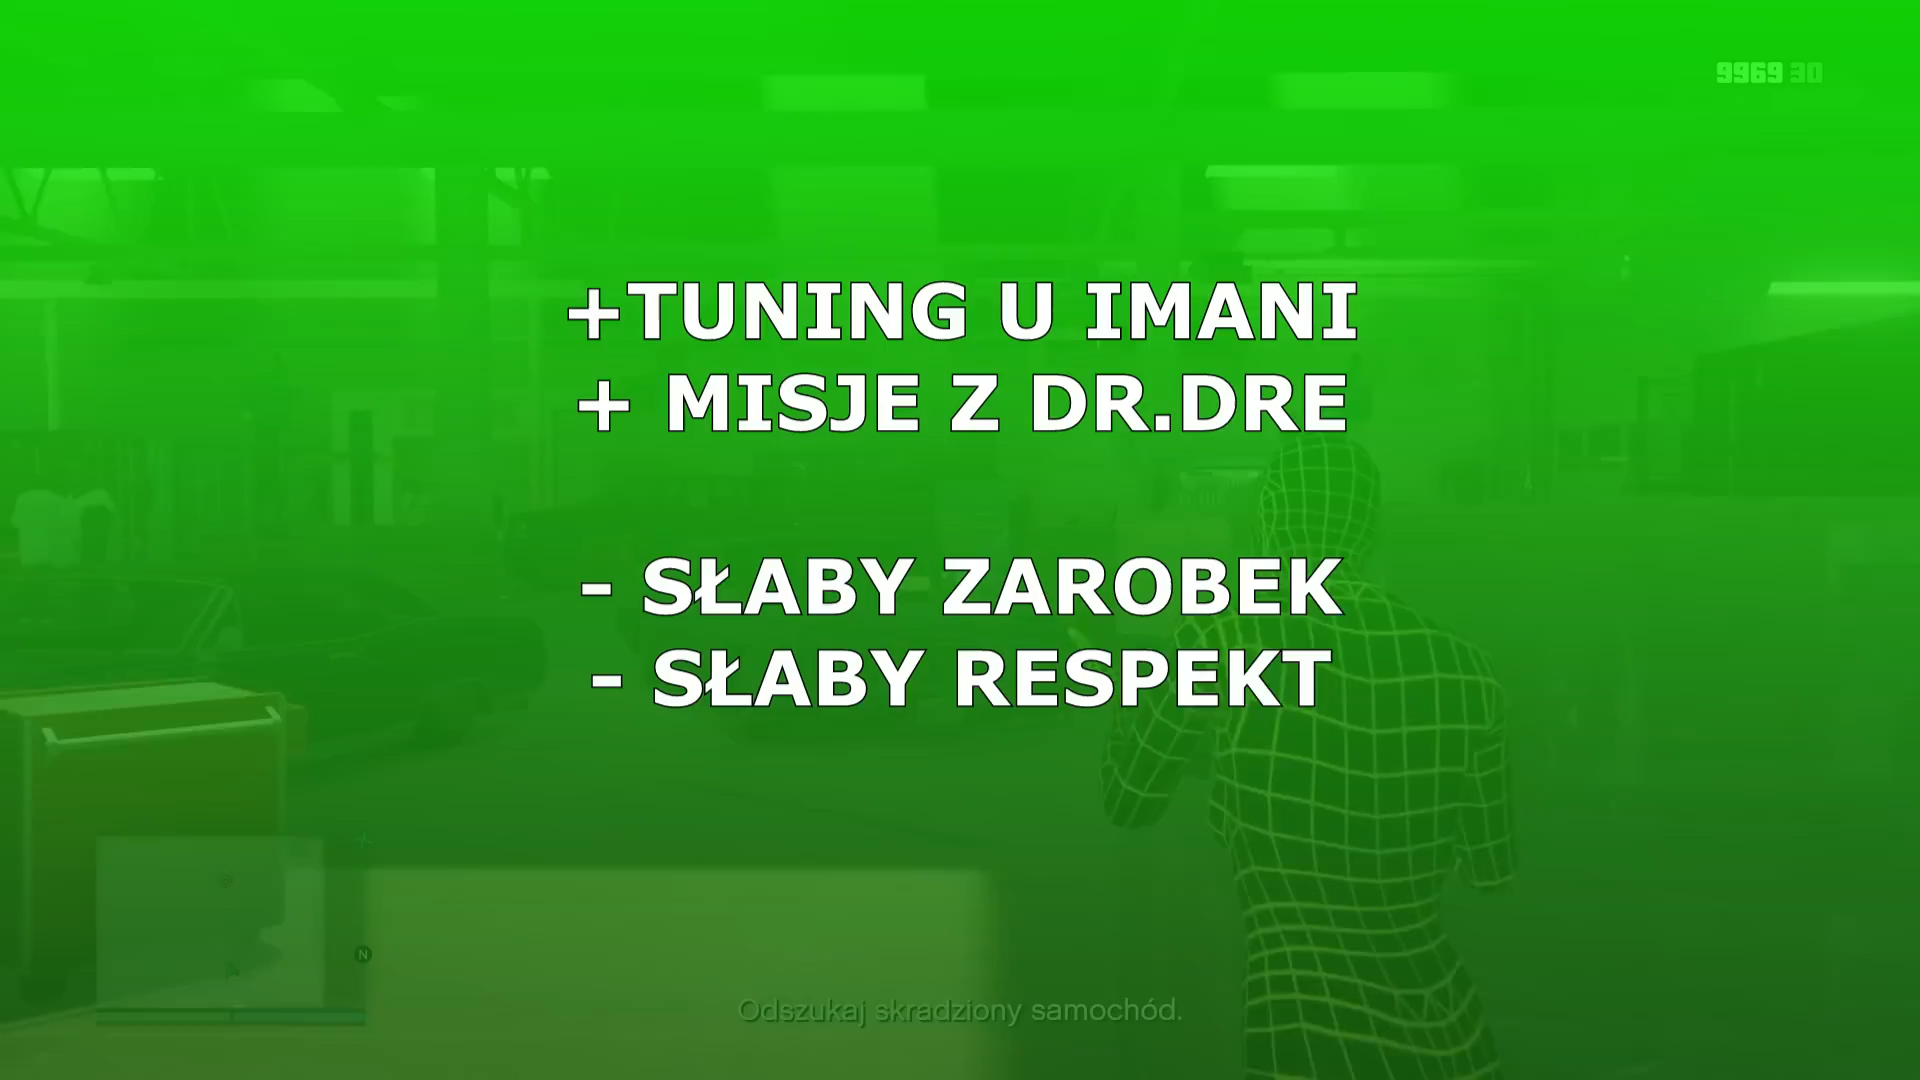 9969 30
+TUNING U IMANI
+ MISJE Z DR.DRE
- SŁABY ZAROBEK
- SŁABY RESPEKT
N
Odszukaj skradziony samochód.